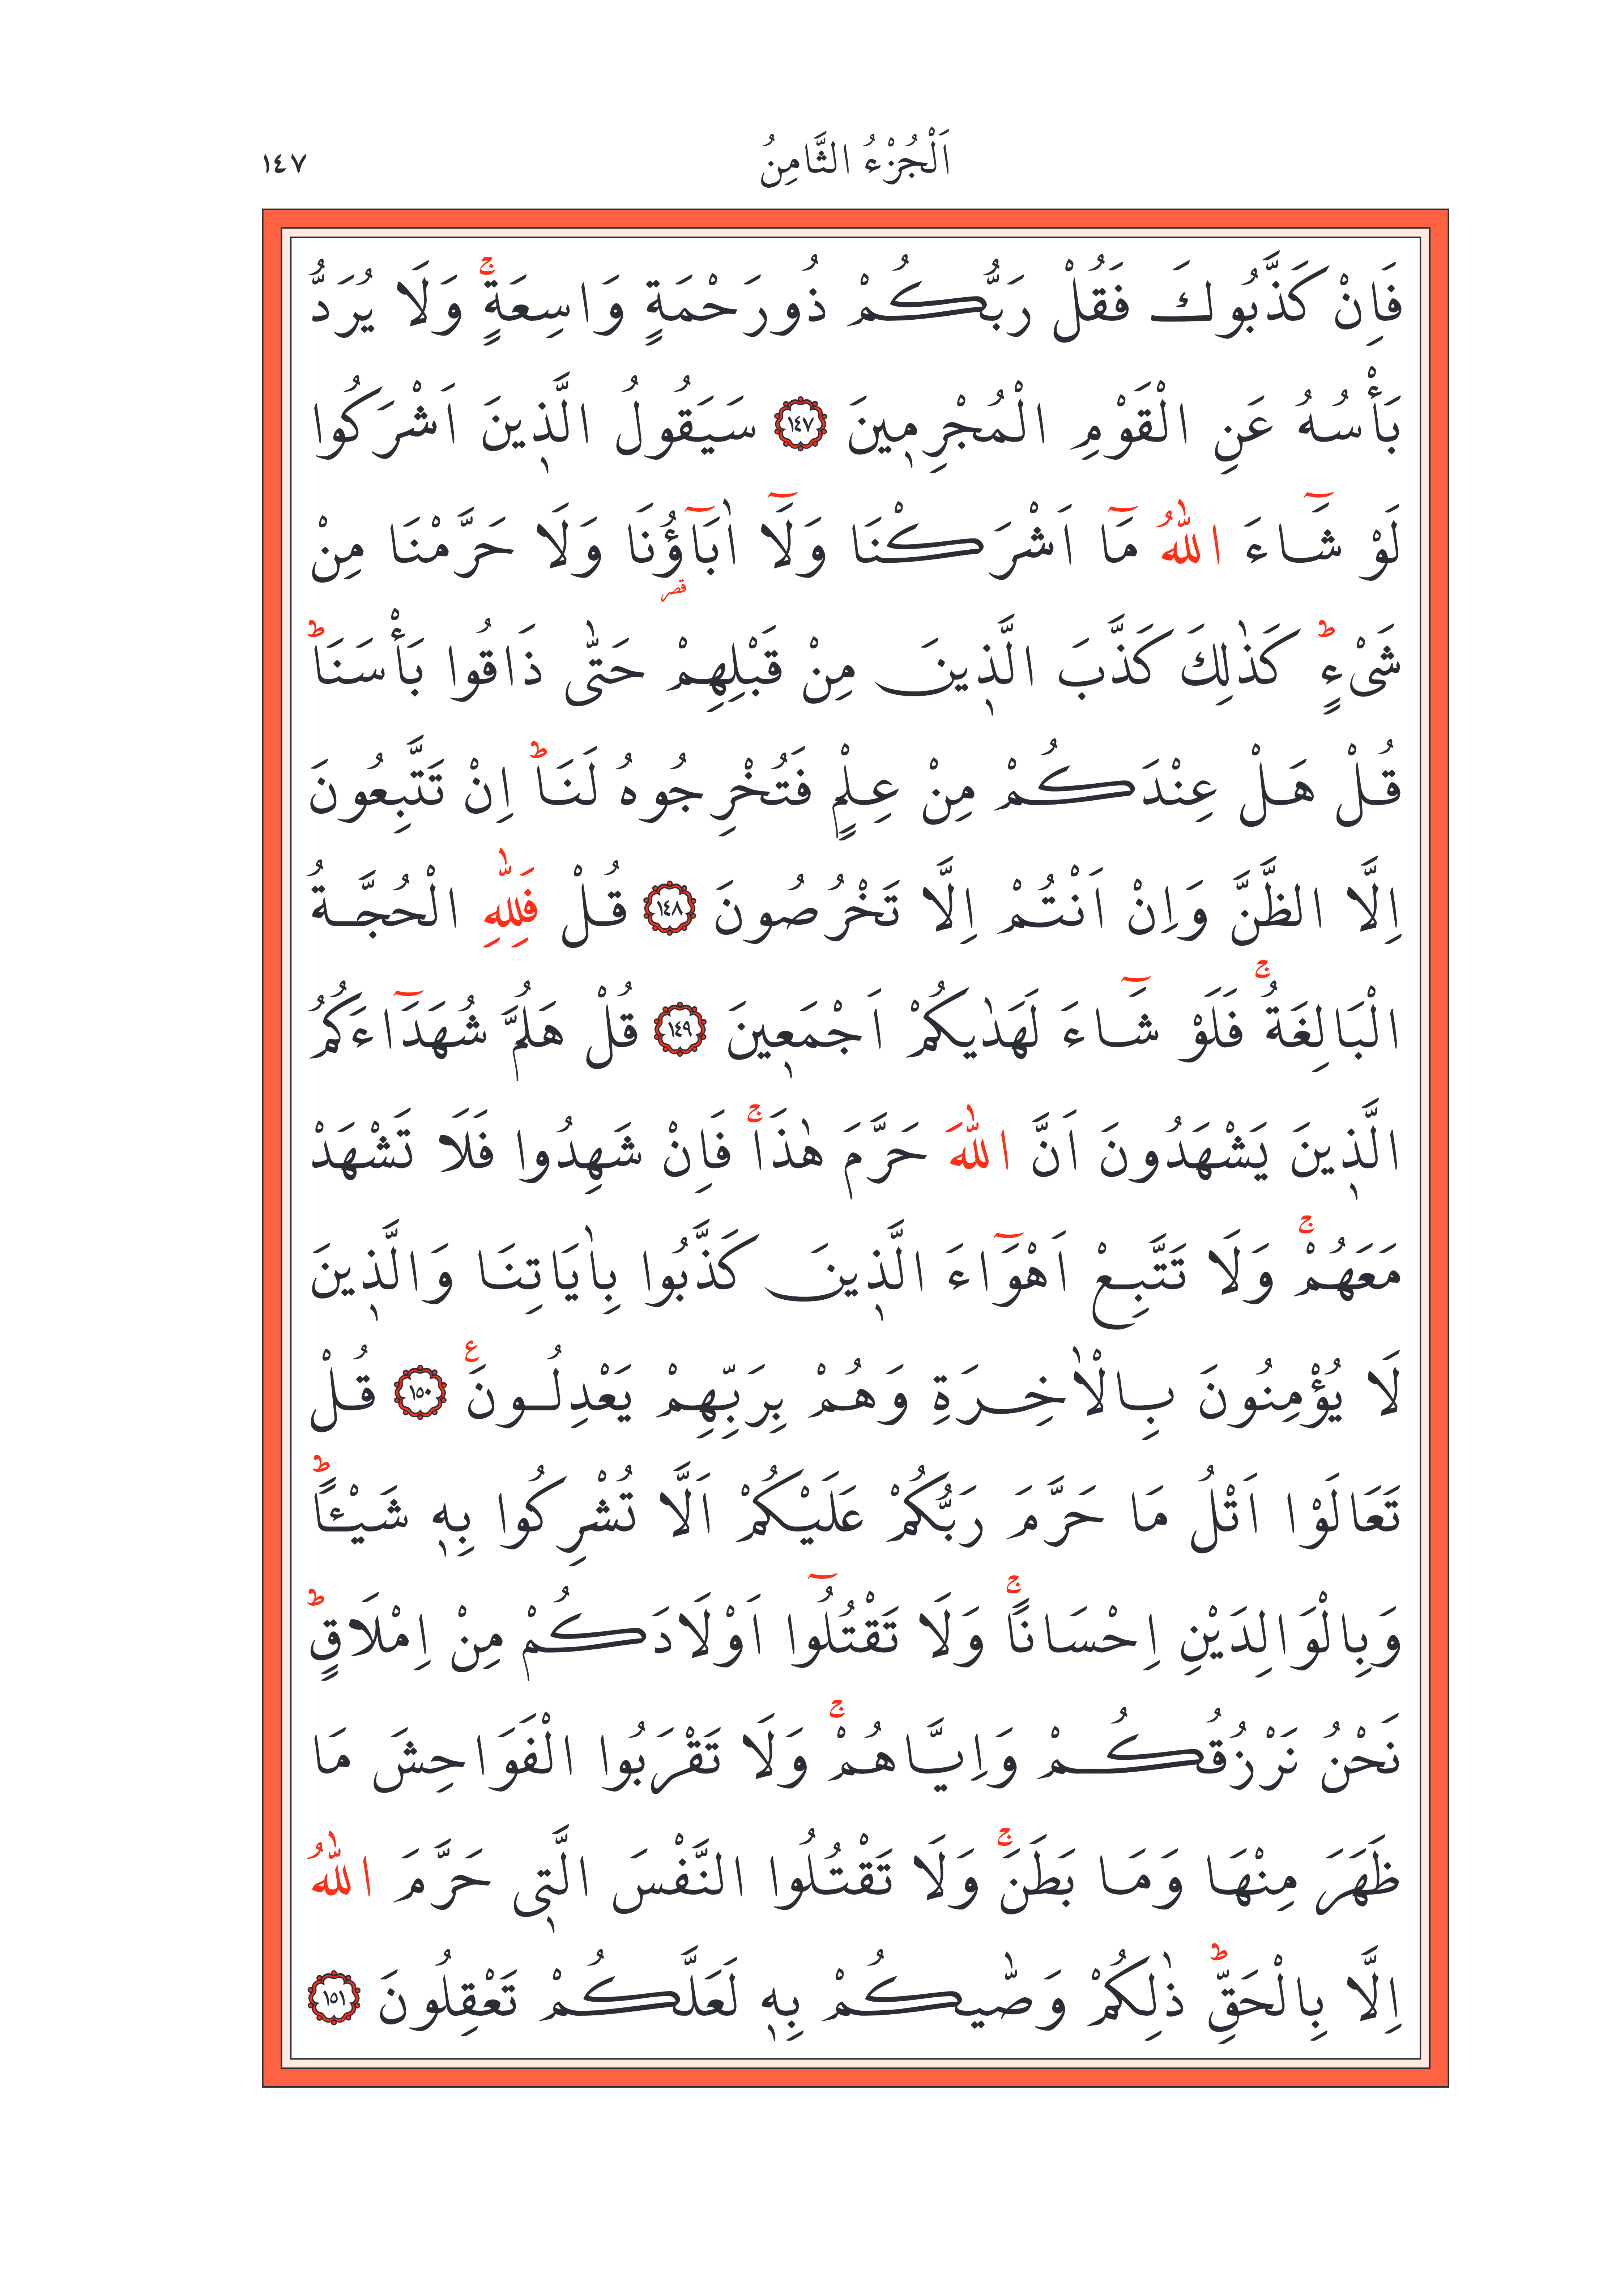 اَلْجُزْءُ الثَّامِنُ ١٤٧
فَاِنْ كَذَّبُوكَ فَقُلْ رَبُّكُمْ ذُورَحْمَةٍ وَاسِعَةٍۚ وَلَا يُرَدُّ
بَأْسُهُ عَنِ الْقَوْمِ الْمُجْرِم۪ينَ ﴿١٤٧﴾ سَيَقُولُ الَّذ۪ينَ اَشْرَكُوا
لَوْ شَٓاءَ اللّٰهُ مَٓا اَشْرَكْنَا وَلَٓا اٰبَٓاؤُ۬نَا وَلَا حَرَّمْنَا مِنْ
شَيْءٍۜ كَذٰلِكَ كَذَّبَ الَّذ۪ينَ مِنْ قَبْلِهِمْ حَتّٰى ذَاقُوا بَأْسَنَاۜ
قُلْ هَلْ عِنْدَكُمْ مِنْ عِلْمٍ فَتُخْرِجُوهُ لَنَاۜ اِنْ تَتَّبِعُونَ
اِلَّا الظَّنَّ وَاِنْ اَنْتُمْ اِلَّا تَخْرُصُونَ ﴿١٤٨﴾ قُلْ فَلِلّٰهِ الْحُجَّةُ
الْبَالِغَةُۚ فَلَوْ شَٓاءَ لَهَدٰيكُمْ اَجْمَع۪ينَ ﴿١٤٩﴾ قُلْ هَلُمَّ شُهَدَٓاءَكُمُ
الَّذ۪ينَ يَشْهَدُونَ اَنَّ اللّٰهَ حَرَّمَ هٰذَاۚ فَاِنْ شَهِدُوا فَلَا تَشْهَدْ
مَعَهُمْۚ وَلَا تَتَّبِعْ اَهْوَٓاءَ الَّذ۪ينَ كَذَّبُوا بِاٰيَاتِنَا وَالَّذ۪ينَ
لَا يُؤْمِنُونَ بِالْاٰخِرَةِ وَهُمْ بِرَبِّهِمْ يَعْدِلُونَ۟ ﴿١٥٠﴾ قُلْ
تَعَالَوْا اَتْلُ مَا حَرَّمَ رَبُّكُمْ عَلَيْكُمْ اَلَّا تُشْرِكُوا بِه۪ شَيْـًٔاۜ
وَبِالْوَالِدَيْنِ اِحْسَانًاۚ وَلَا تَقْتُلُٓوا اَوْلَادَكُمْ مِنْ اِمْلَاقٍۜ
نَحْنُ نَرْزُقُكُمْ وَاِيَّاهُمْۚ وَلَا تَقْرَبُوا الْفَوَاحِشَ مَا
ظَهَرَ مِنْهَا وَمَا بَطَنَۚ وَلَا تَقْتُلُوا النَّفْسَ الَّت۪ي حَرَّمَ اللّٰهُ
اِلَّا بِالْحَقِّۜ ذٰلِكُمْ وَصّٰيكُمْ بِه۪ لَعَلَّكُمْ تَعْقِلُونَ ﴿١٥١﴾